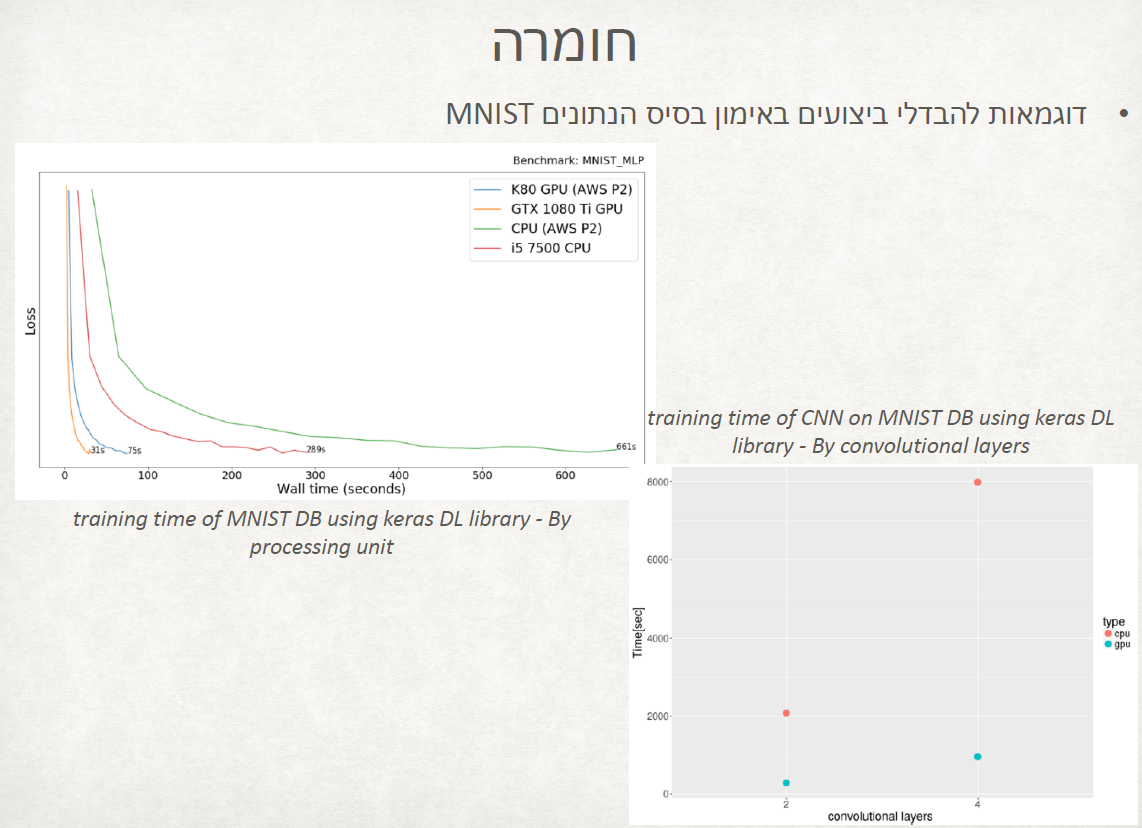 חומרה
• דוגמאות להבדלי ביצועים באימון בסיס הנתונים MNIST
Benchmark: MNIST_MLP
K80 GPU (AWS P2)
GTX 1080 Ti GPU
CPU (AWS P2)
i5 7500 CPU
Loss
31s 75s 289s 661s
0 100 200 300 400 500 600
Wall time (seconds)
training time of MNIST DB using keras DL library - By
processing unit
training time of CNN on MNIST DB using keras DL
library - By convolutional layers
8000
6000
4000
2000
0
Time[sec]
type
cpu
gpu
2 4
convolutional layers